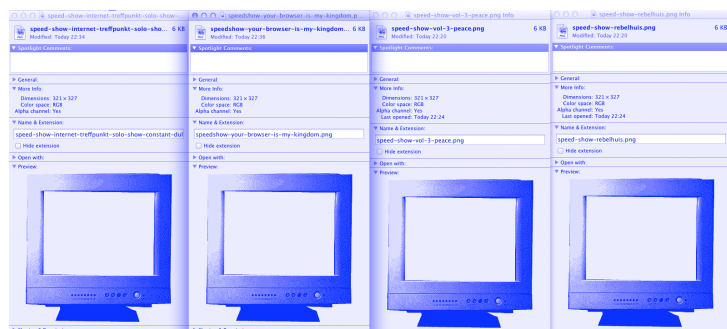 speed-show-internet-treffpunkt-solo-show-
speed-show-internet-treffpunkt-solo-sho... 6 KB
Modified: Today 22:34
Spotlight Comments:
General:
More Info:
Dimensions: 321 x 327
Color space: RGB
Alpha channel: Yes
Name & Extension:
speed-show-internet-treffpunkt-solo-show-constant-dul
Hide extension
Open with:
Preview:
speedshow-your-browser-is-my-kingdom.p
speedshow-your-browser-is-my-kingdom... 6 KB
Modified: Today 22:36
Spotlight Comments:
General:
More Info:
Dimensions: 321 x 327
Color space: RGB
Alpha channel: Yes
Name & Extension:
speedshow-your-browser-is-my-kingdom.png
Hide extension
Open with:
Preview:
speed-show-vol-3-peace.png Info
speed-show-vol-3-peace.png 6 KB
Modified: Today 22:20
Spotlight Comments:
General:
More Info:
Dimensions: 321 x 327
Color space: RGB
Alpha channel: Yes
Last opened: Today 22:24
Name & Extension:
speed-show-vol-3-peace.png
Hide extension
Open with:
Preview:
speed-show-rebelhuis.png Info
speed-show-rebelhuis.png 6 KB
Modified: Today 22:20
Spotlight Comments:
General:
More Info:
Dimensions: 321 x 327
Color space: RGB
Alpha channel: Yes
Last opened: Today 22:24
Name & Extension:
speed-show-rebelhuis.png
Hide extension
Open with:
Preview: